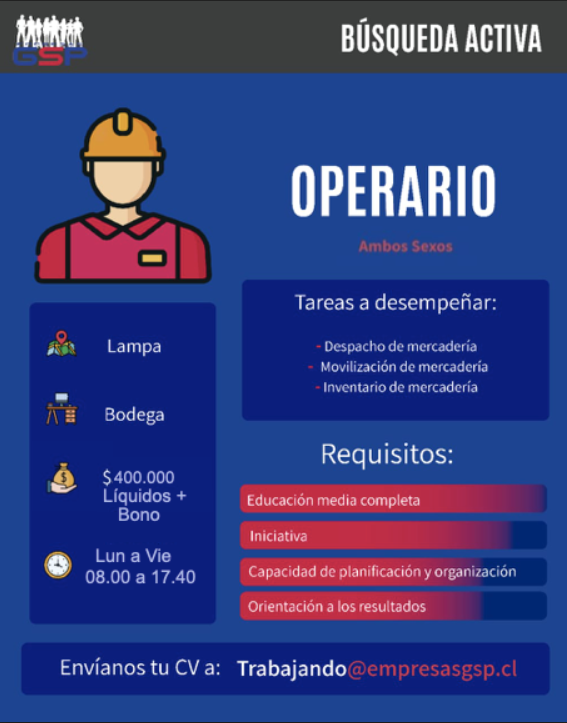 GSP
BÚSQUEDA ACTIVA
OPERARIO
Ambos Sexos
Lampa
Bodega
$400.000
Líquidos +
Bono
Lun a Vie
08.00 a 17.40
Tareas a desempeñar:
- Despacho de mercadería
- Movilización de mercadería
- Inventario de mercadería
Requisitos:
Educación media completa
Iniciativa
Capacidad de planificación y organización
Orientación a los resultados
Envíanos tu CV a: Trabajando@empresasgsp.cl